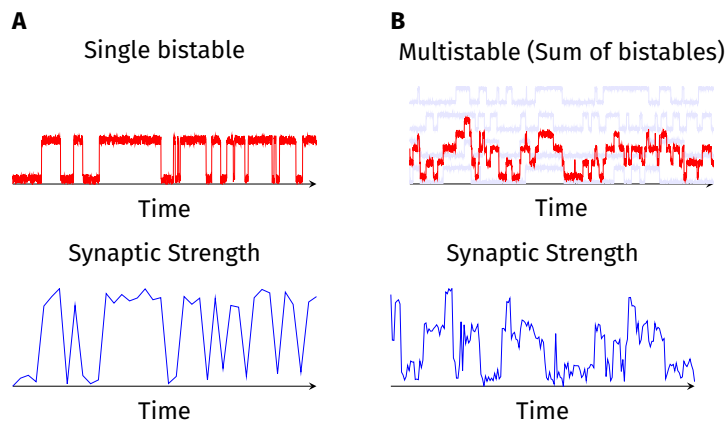 A
Single bistable
Time
Synaptic Strength
Time
B
Multistable (Sum of bistables)
Time
Synaptic Strength
Time